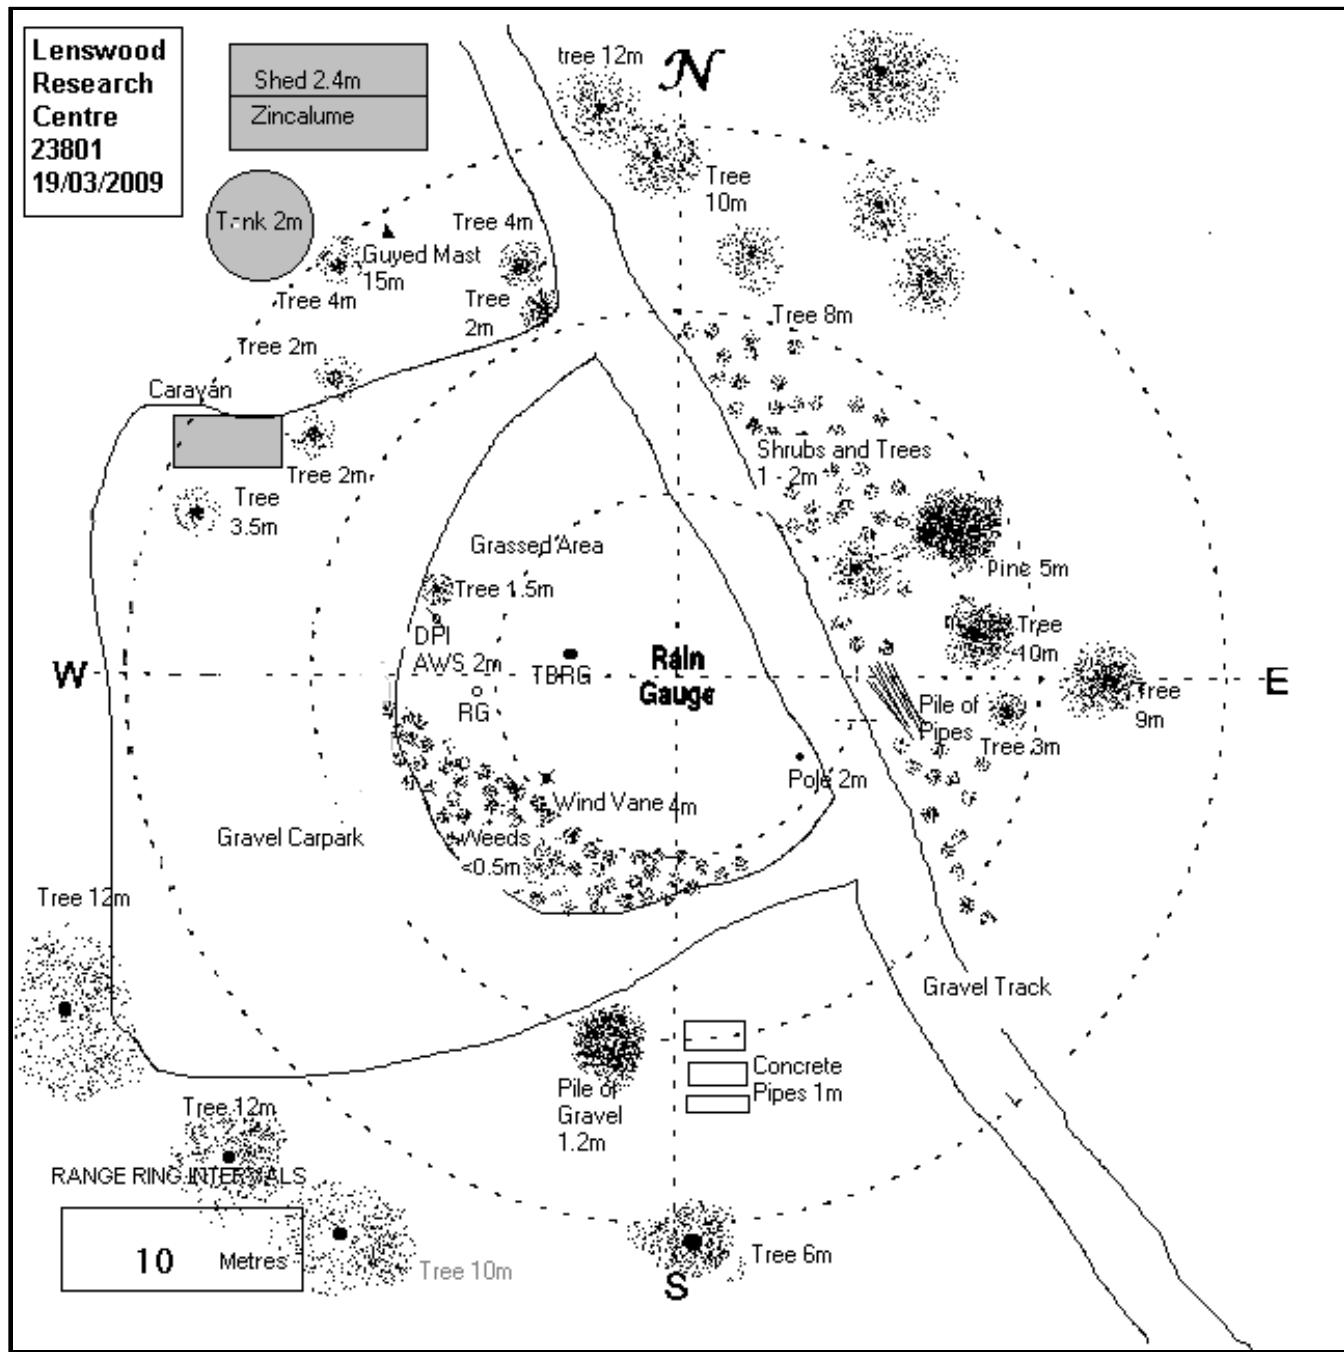 Lenswood
Research
Centre
23801
19/03/2009
Shed 2.4m
Zincalume
tree 12m
N
Tank 2m
Tree 4m
Guyed Mast
15m
Tree 4m
Tree
2m
Tree
10m
Tree 8m
Tree 2m
Caravan
Tree 2m
Tree
3.5m
Shrubs and Trees
1 - 2m
Grassed Area
Pine 5m
Tree 1.5m
DPI
AWS 2m
TBRG
RG
Rain
Gauge
Tree
10m
W
E
Tree
9m
Pile of
Pipes
Tree 3m
Pole 2m
Wind Vane 4m
Weeds
<0.5m
Gravel Carpark
Tree 12m
Gravel Track
Concrete
Pipes 1m
Pile of
Gravel
1.2m
Tree 12m
RANGE RING INTERVALS
10 Metres
Tree 10m
Tree 6m
S